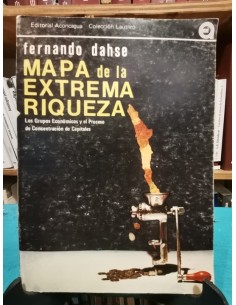 Editorial Aconcagua Colección Lautaro
fernando dahse
MAPA de la
EXTREMA
RIQUEZA
Los Grupos Económicos y el Proceso
de Concentración de Capitales